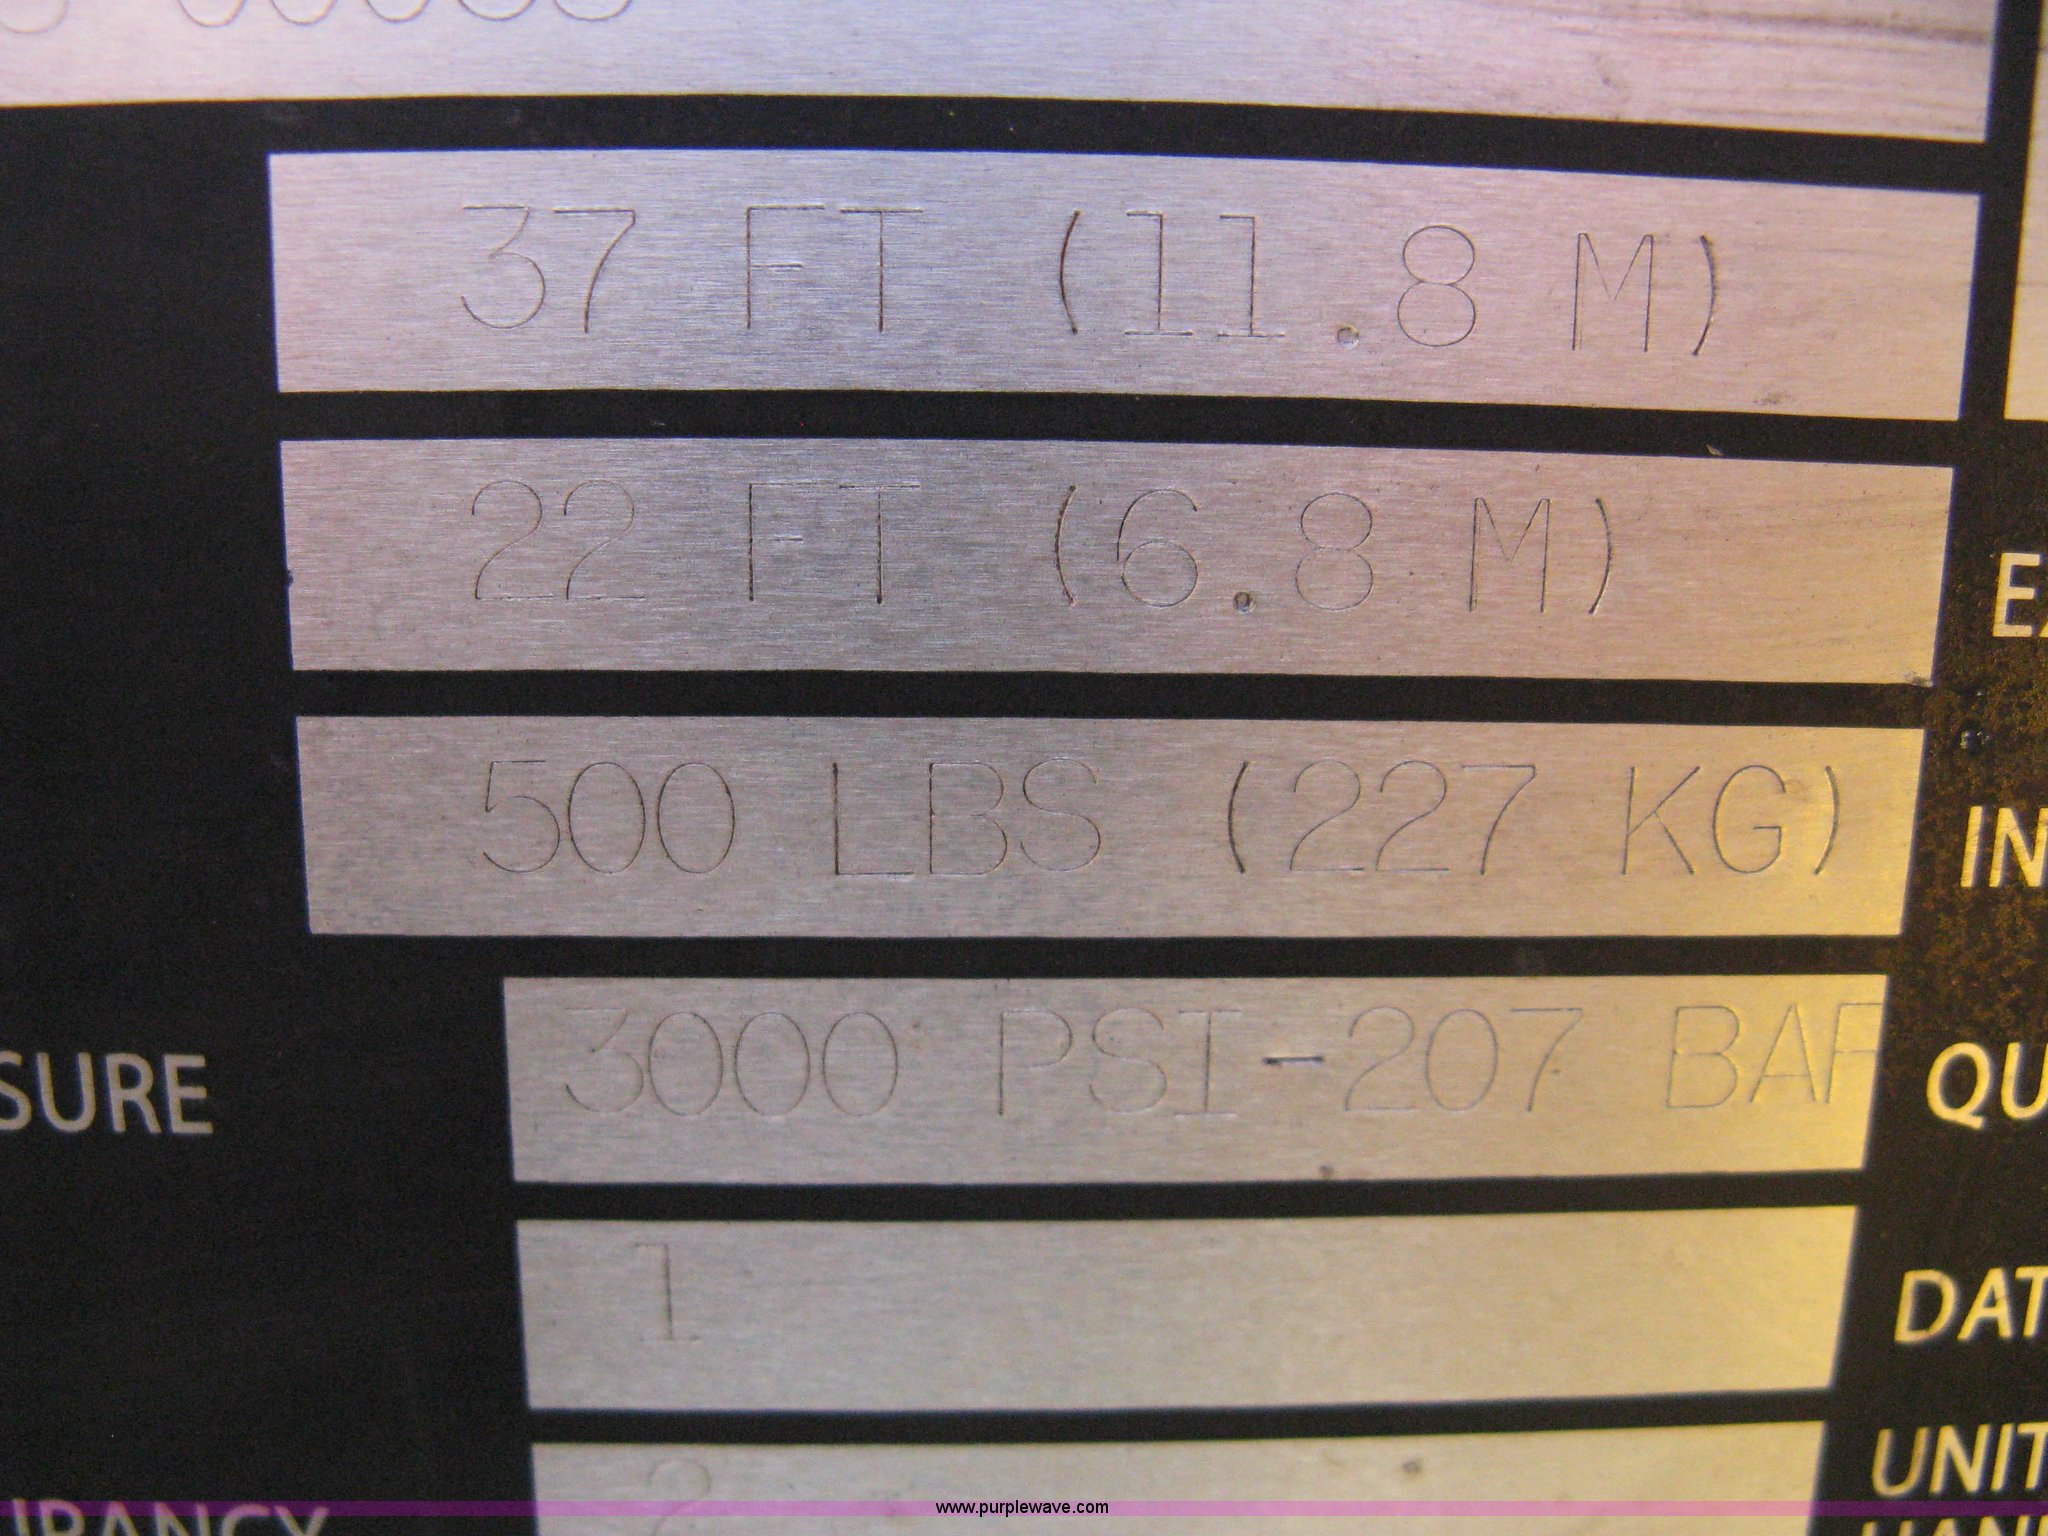 37 FT (11.8 M)
22 FT (6.8 M)
500 LBS (227 KG)
SURE 3000 PSI-207 BAR QU
IN
DAT
1
UNIT
2
www.purplewave.com